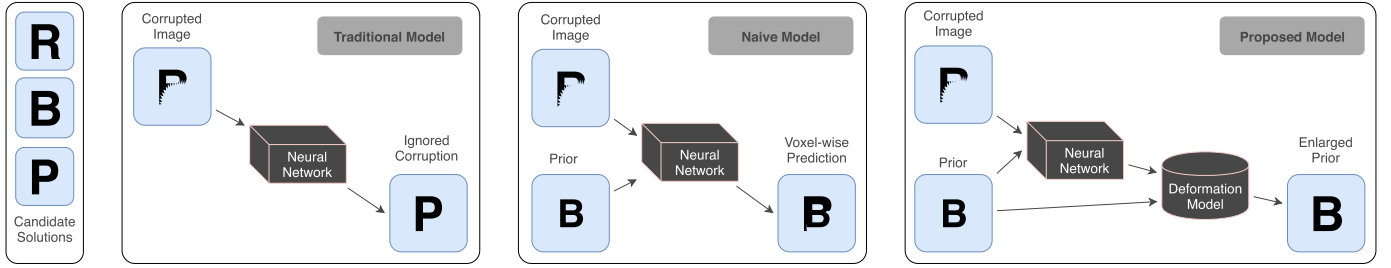 R
B
P
Candidate
Solutions
Corrupted
Image
Traditional Model
Neural
Network
Ignored
Corruption
P
Corrupted
Image
Naive Model
Prior
B
Neural
Network
Voxel-wise
Prediction
B
Corrupted
Image
Proposed Model
Prior
B
Neural
Network
Deformation
Model
Enlarged
Prior
B